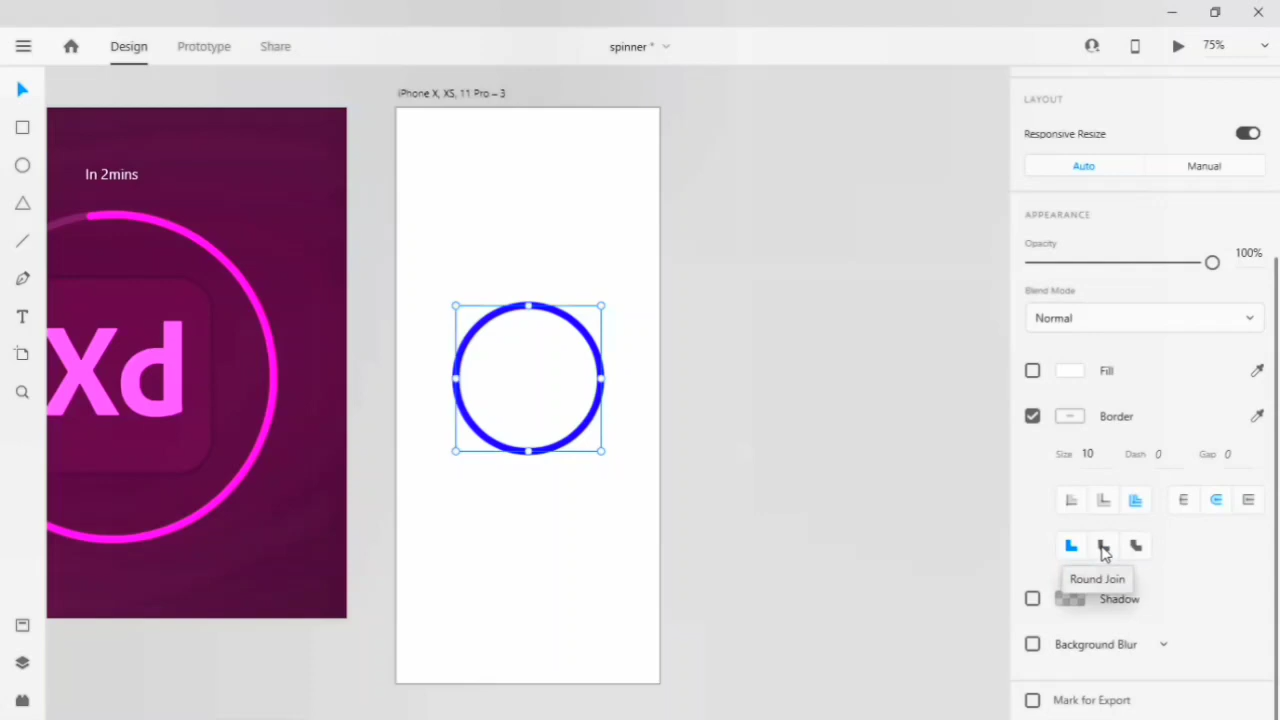 Design Prototype Share
spinner * 
75%
iPhone X, XS, 11 Pro – 3
In 2mins
Xd
LAYOUT
Responsive Resize
Auto Manual
APPEARANCE
Opacity
100%
Blend Mode
Normal
Fill
Border
Size 10 Dash 0 Gap 0
Round Join
Shadow
Background Blur
Mark for Export